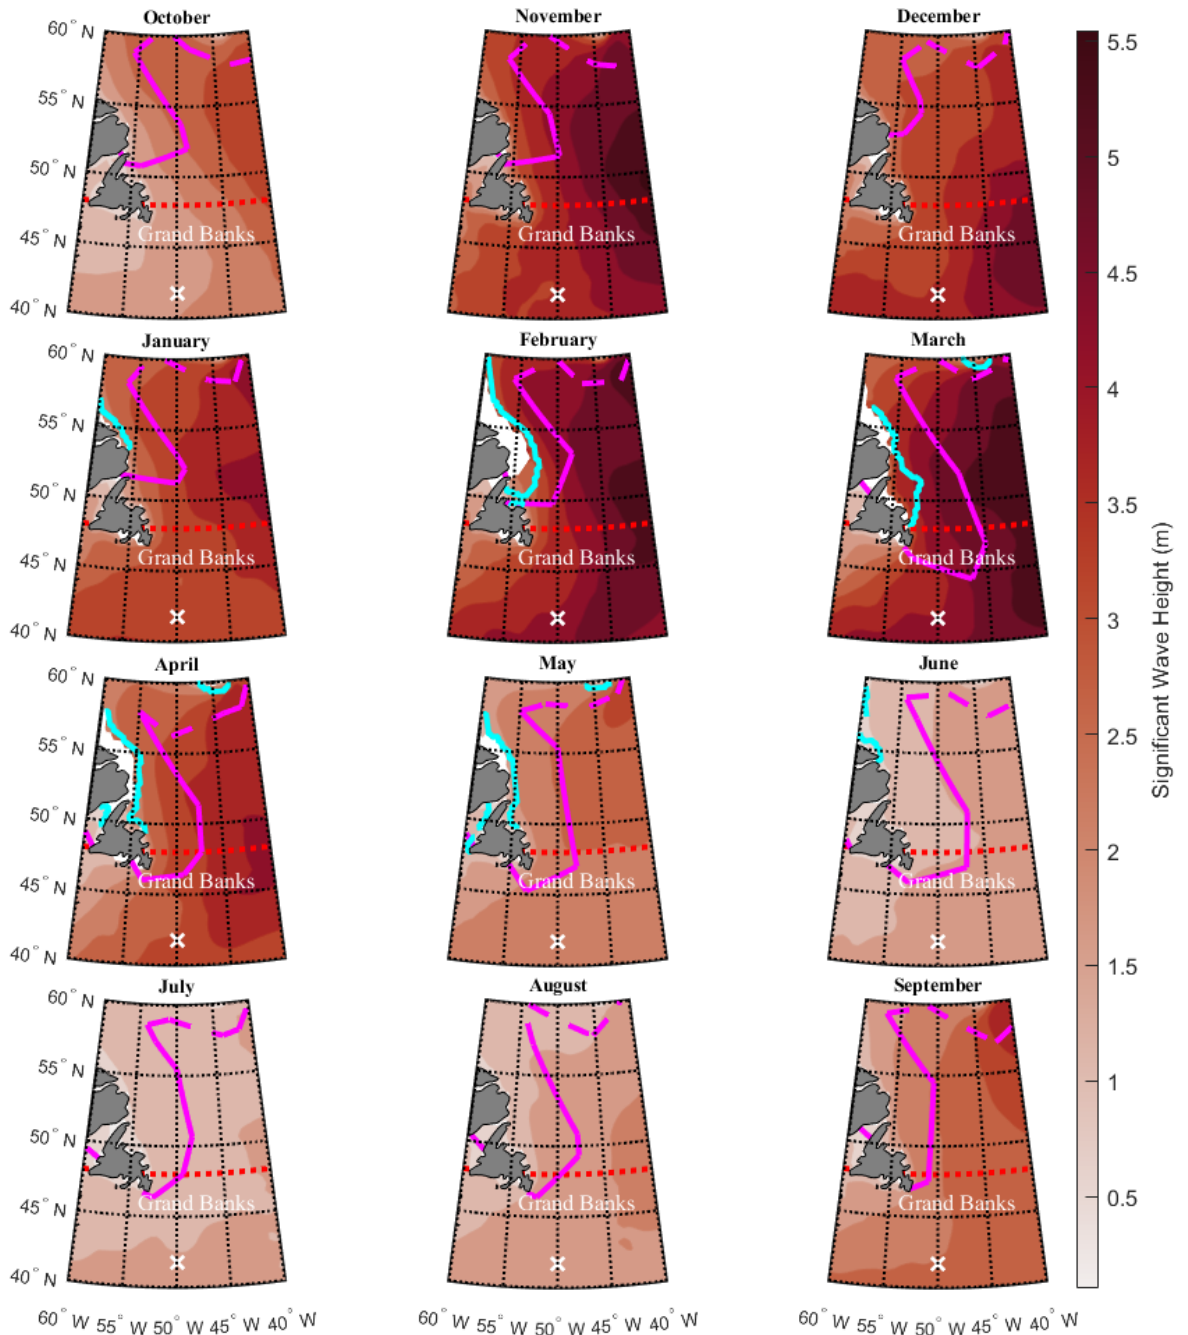 October
November
December
60° N
55° N
50° N
45° N
40° N
Grand Banks
Grand Banks
Grand Banks
January
February
March
60° N
55° N
50° N
45° N
40° N
Grand Banks
Grand Banks
Grand Banks
April
May
June
60° N
55° N
50° N
45° N
40° N
Grand Banks
Grand Banks
Grand Banks
July
August
September
60° N
55° N
50° N
45° N
40° N
Grand Banks
Grand Banks
Grand Banks
60° W 55° W 50° W 45° W 40° W
60° W 55° W 50° W 45° W 40° W
60° W 55° W 50° W 45° W 40° W
5.5
5
4.5
4
3.5
3
2.5
2
1.5
1
0.5
Significant Wave Height (m)